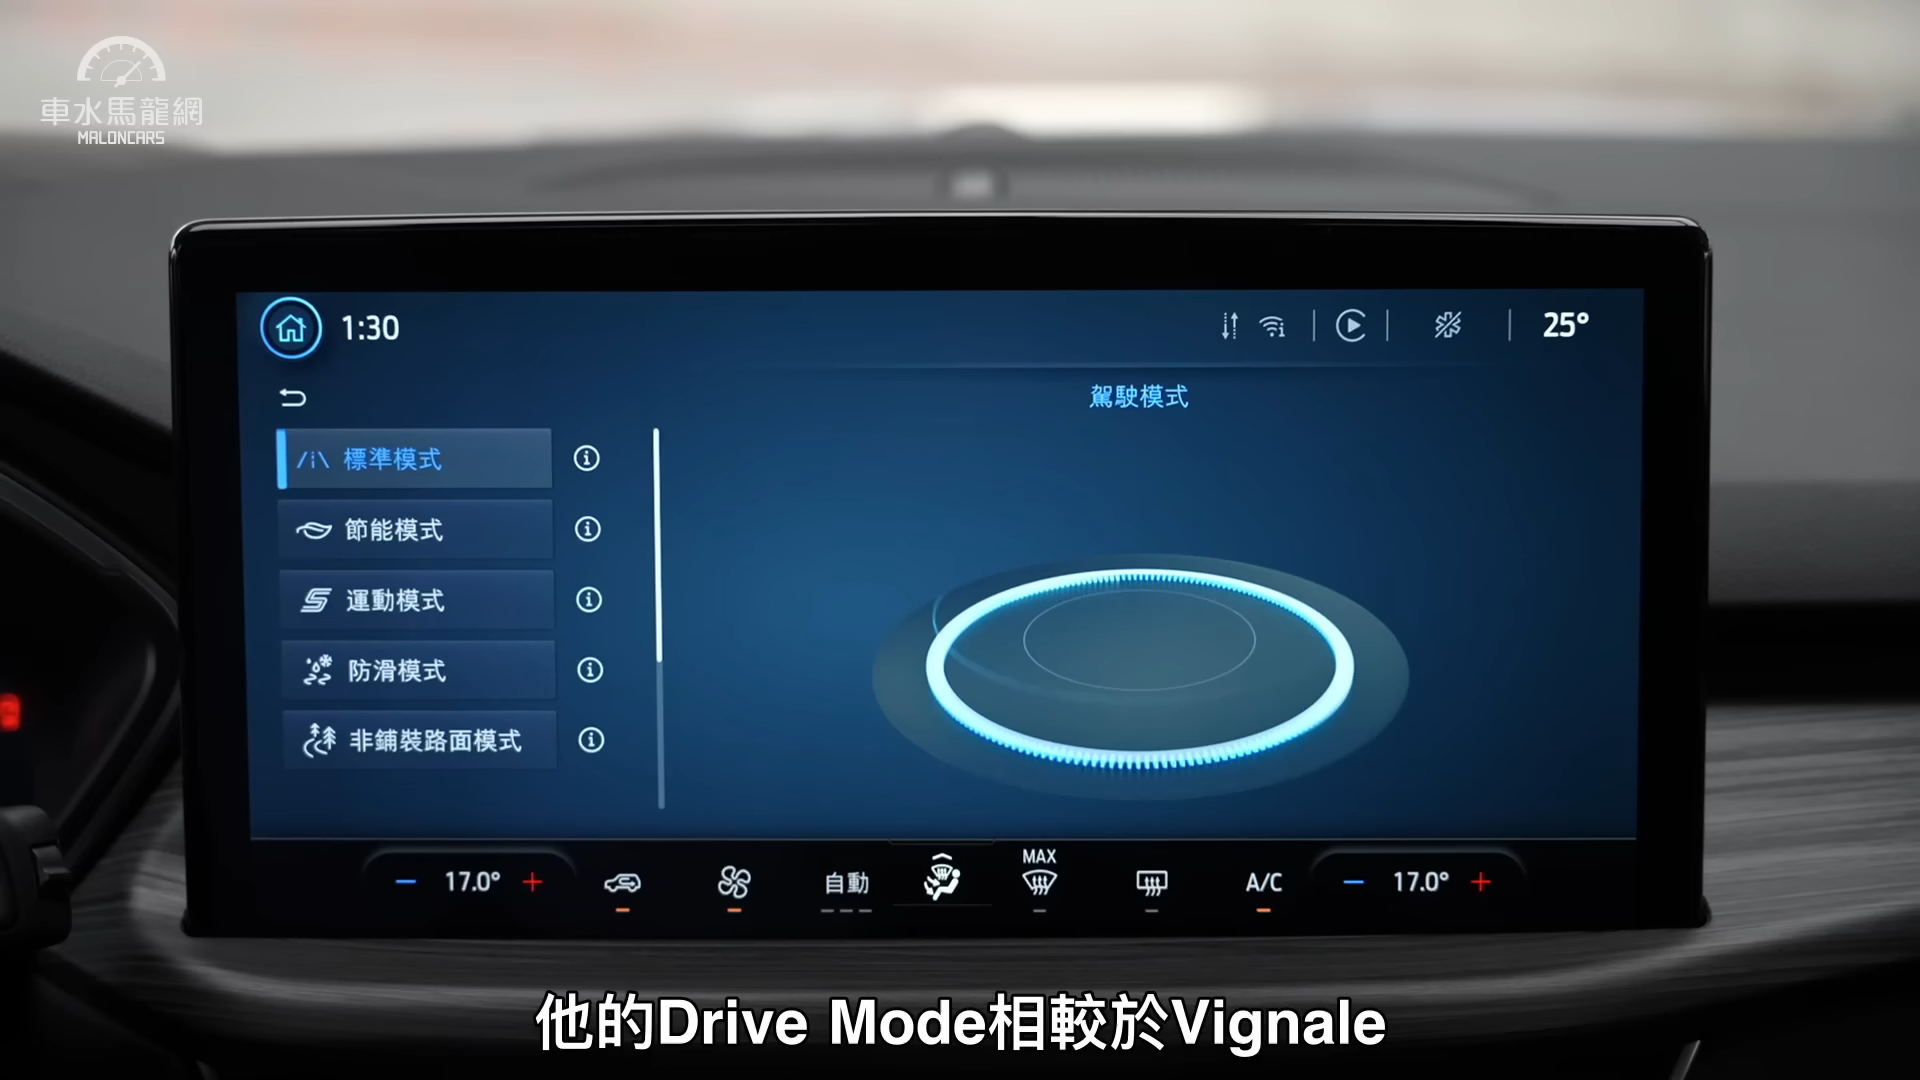 車水馬龍網
MALONCARS
1:30
25°
駕駛模式
標準模式
節能模式
運動模式
防滑模式
非鋪裝路面模式
MAX
17.0°
自動
A/C
17.0°
他的Drive Mode相較於Vignale